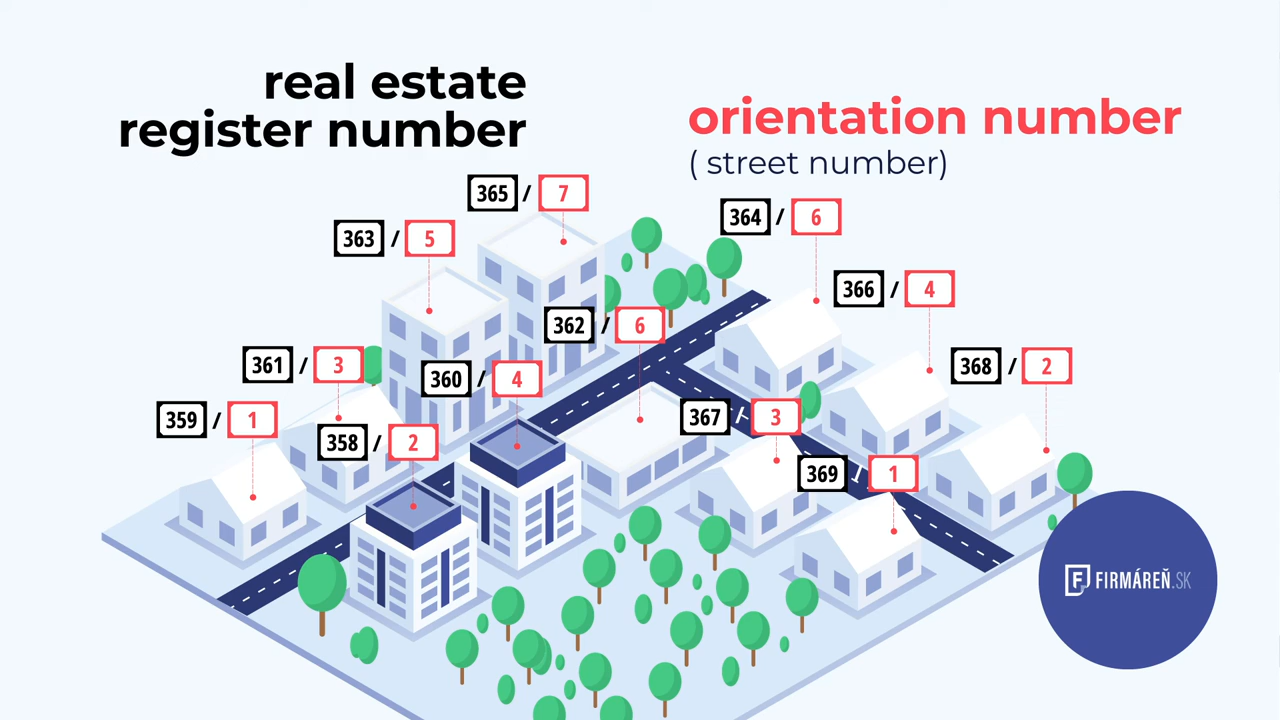 real estate
register number
orientation number
( street number)
365 / 7
364 / 6
363 / 5
366 / 4
362 / 6
361 / 3
360 / 4
368 / 2
359 / 1
358 / 2
367 / 3
369 / 1
FIRMÁREŇ.SK